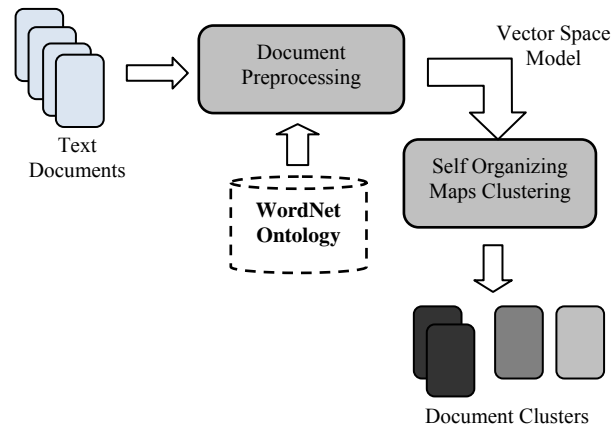 Text
Documents
Document
Preprocessing
Vector Space
Model
WordNet
Ontology
Self Organizing
Maps Clustering
Document Clusters